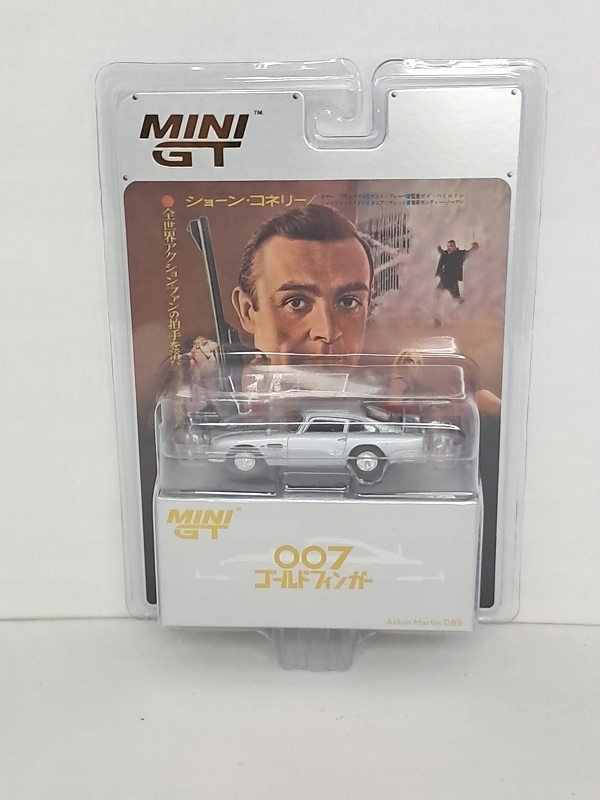 MINI
GT™
ショーン・コネリー/
全世界アクションファンの拍手を浴び
MINI
GT™
007
ゴールドフィンガー
Aston Martin DB5